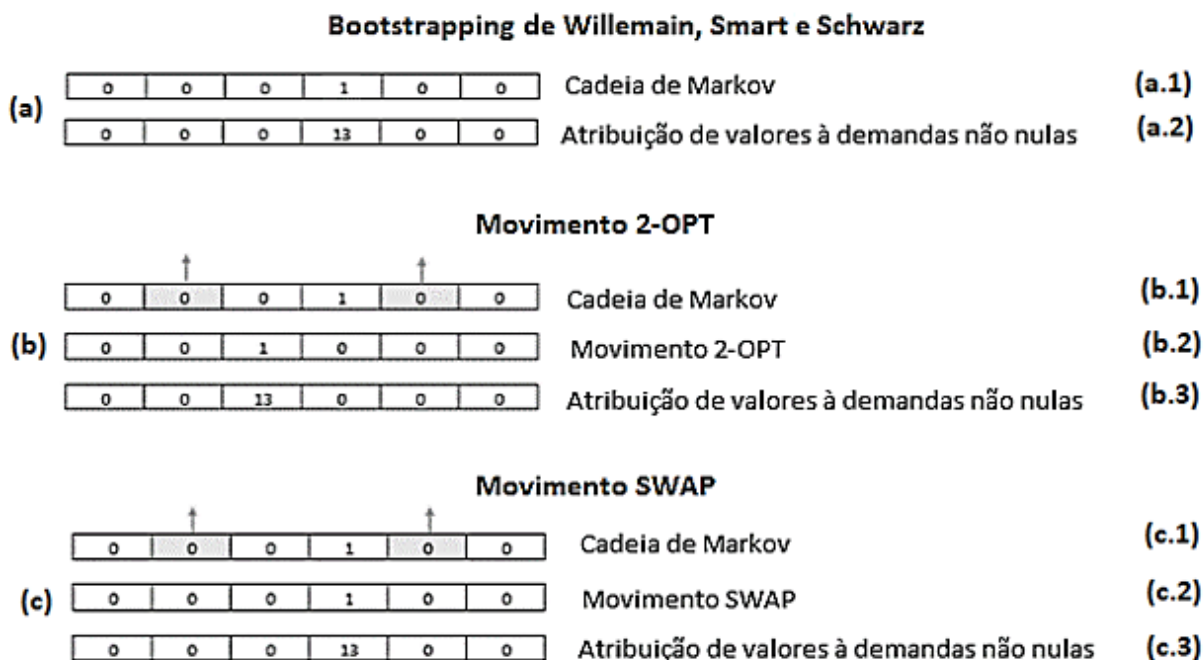 Bootstrapping de Willemain, Smart e Schwarz
(a)
0 0 0 1 0 0 Cadeia de Markov (a.1)
0 0 0 13 0 0 Atribuição de valores à demandas não nulas (a.2)
Movimento 2-OPT
0 0 0 1 0 0 Cadeia de Markov (b.1)
(b) 0 0 1 0 0 0 Movimento 2-OPT (b.2)
0 0 13 0 0 0 Atribuição de valores à demandas não nulas (b.3)
Movimento SWAP
0 0 0 1 0 0 Cadeia de Markov (c.1)
(c) 0 0 0 1 0 0 Movimento SWAP (c.2)
0 0 0 13 0 0 Atribuição de valores à demandas não nulas (c.3)